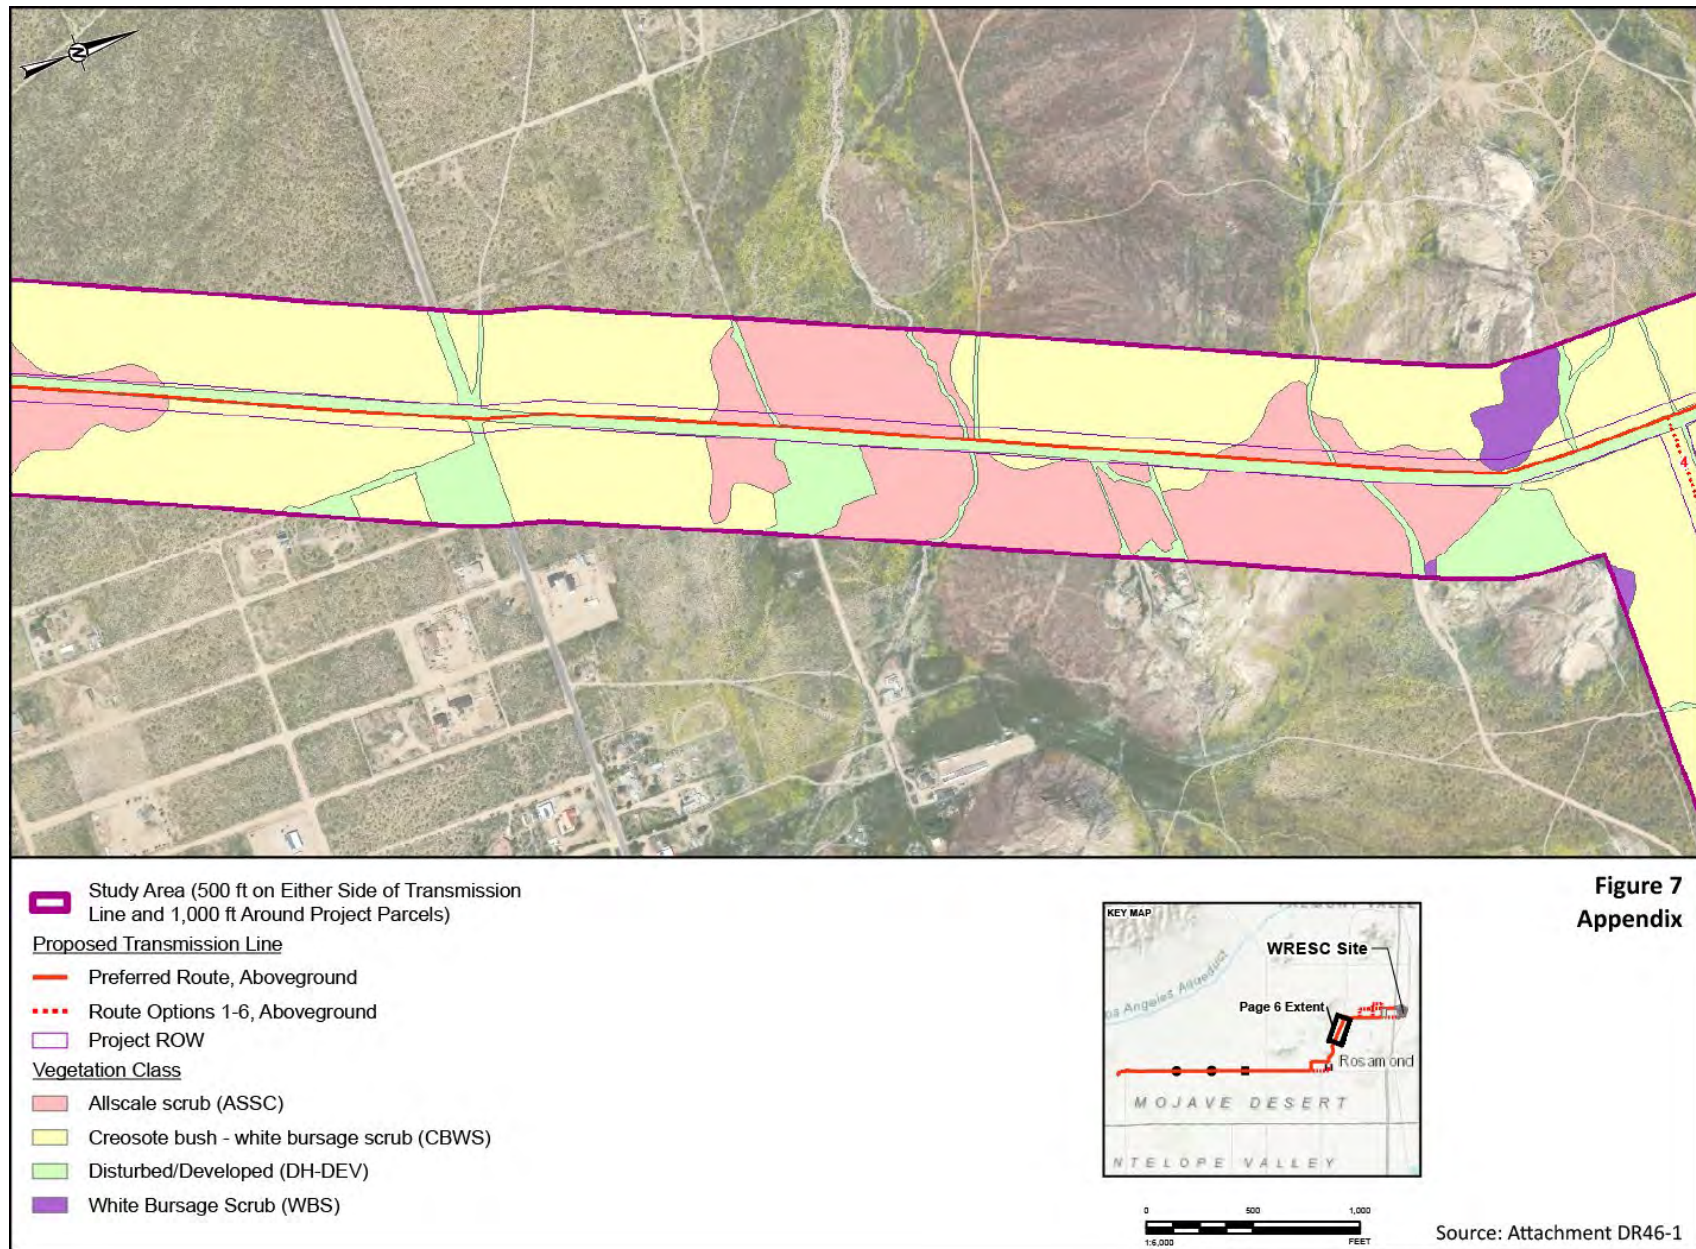 N
4
Study Area (500 ft on Either Side of Transmission
Line and 1,000 ft Around Project Parcels)
Proposed Transmission Line
Preferred Route, Aboveground
Route Options 1-6, Aboveground
Project ROW
Vegetation Class
Allscale scrub (ASSC)
Creosote bush - white bursage scrub (CBWS)
Disturbed/Developed (DH-DEV)
White Bursage Scrub (WBS)
KEY MAP
WRESC Site
os Angeles Aqueduct
Page 6 Extent
Rosamond
MOJAVE DESERT
NTELOPE VALLEY
0 500 1,000
1:6,000 FEET
Figure 7
Appendix
Source: Attachment DR46-1